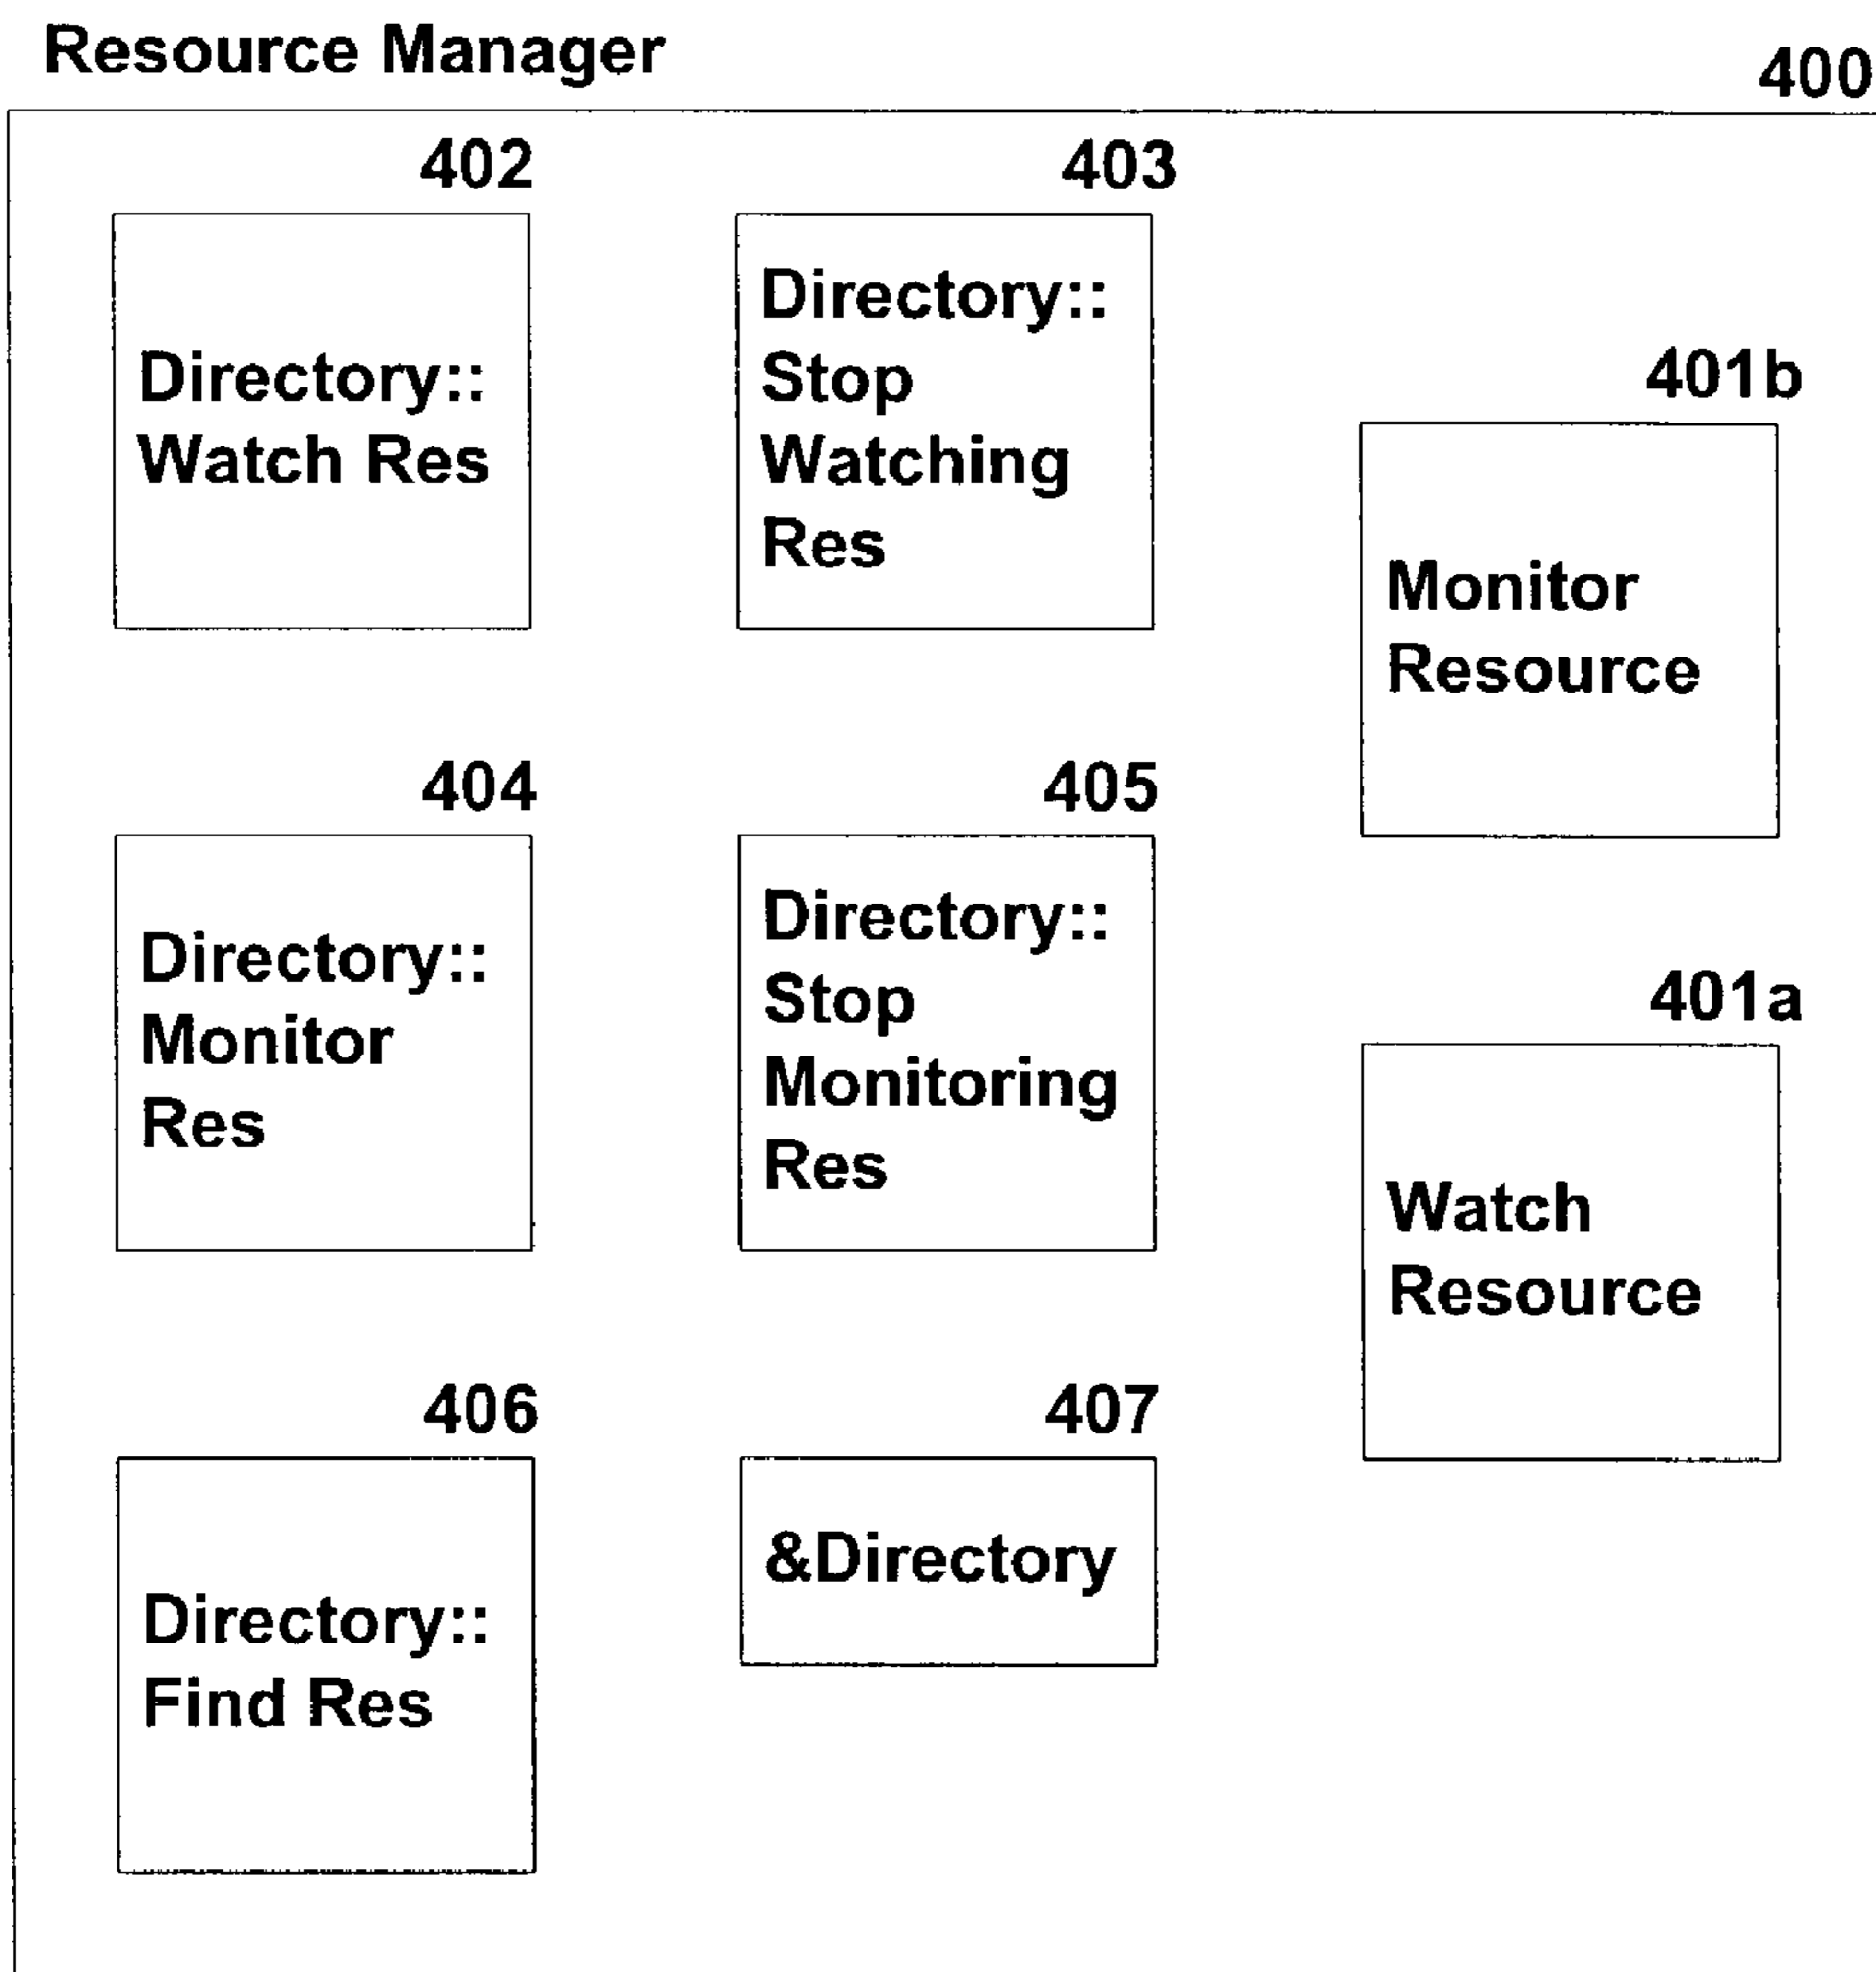 Resource Manager
400
402
Directory::
Watch Res
403
Directory::
Stop
Watching
Res
401b
Monitor
Resource
404
Directory::
Monitor
Res
405
Directory::
Stop
Monitoring
Res
401a
Watch
Resource
406
Directory::
Find Res
407
&Directory